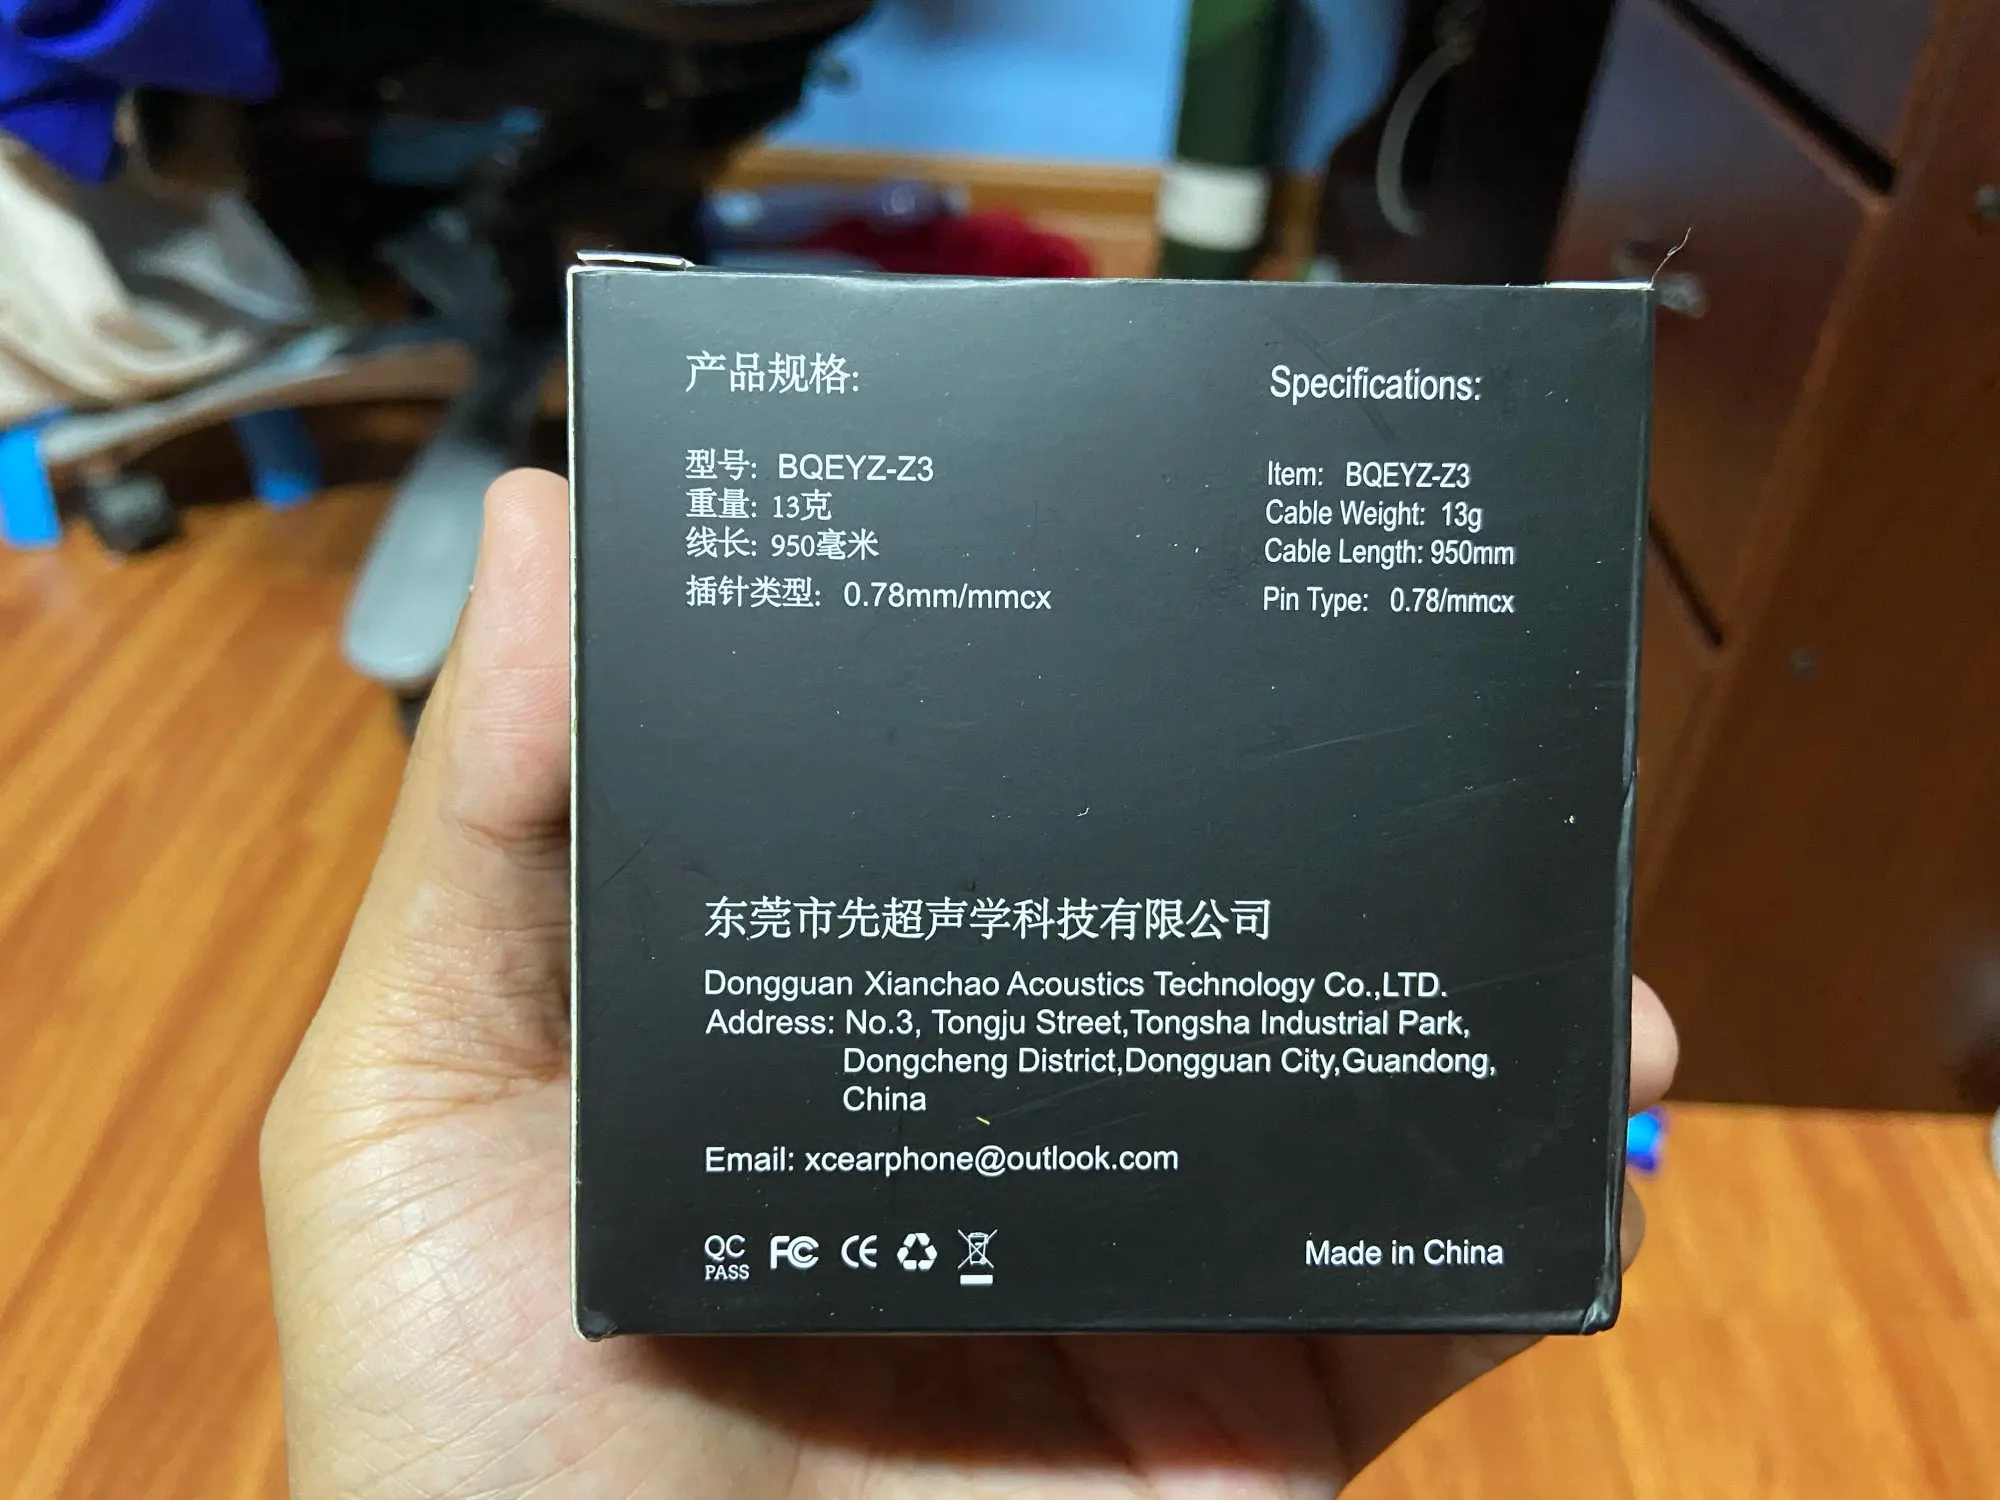 产品规格:
型号: BQEYZ-Z3
重量: 13克
线长: 950毫米
插针类型: 0.78mm/mmcx
Specifications:
Item: BQEYZ-Z3
Cable Weight: 13g
Cable Length: 950mm
Pin Type: 0.78/mmcx
东莞市先超声学科技有限公司
Dongguan Xianchao Acoustics Technology Co.,LTD.
Address: No.3, Tongju Street,Tongsha Industrial Park,
Dongcheng District,Dongguan City,Guandong,
China
Email: xcearphone@outlook.com
QC
PASS
FC CE
Made in China